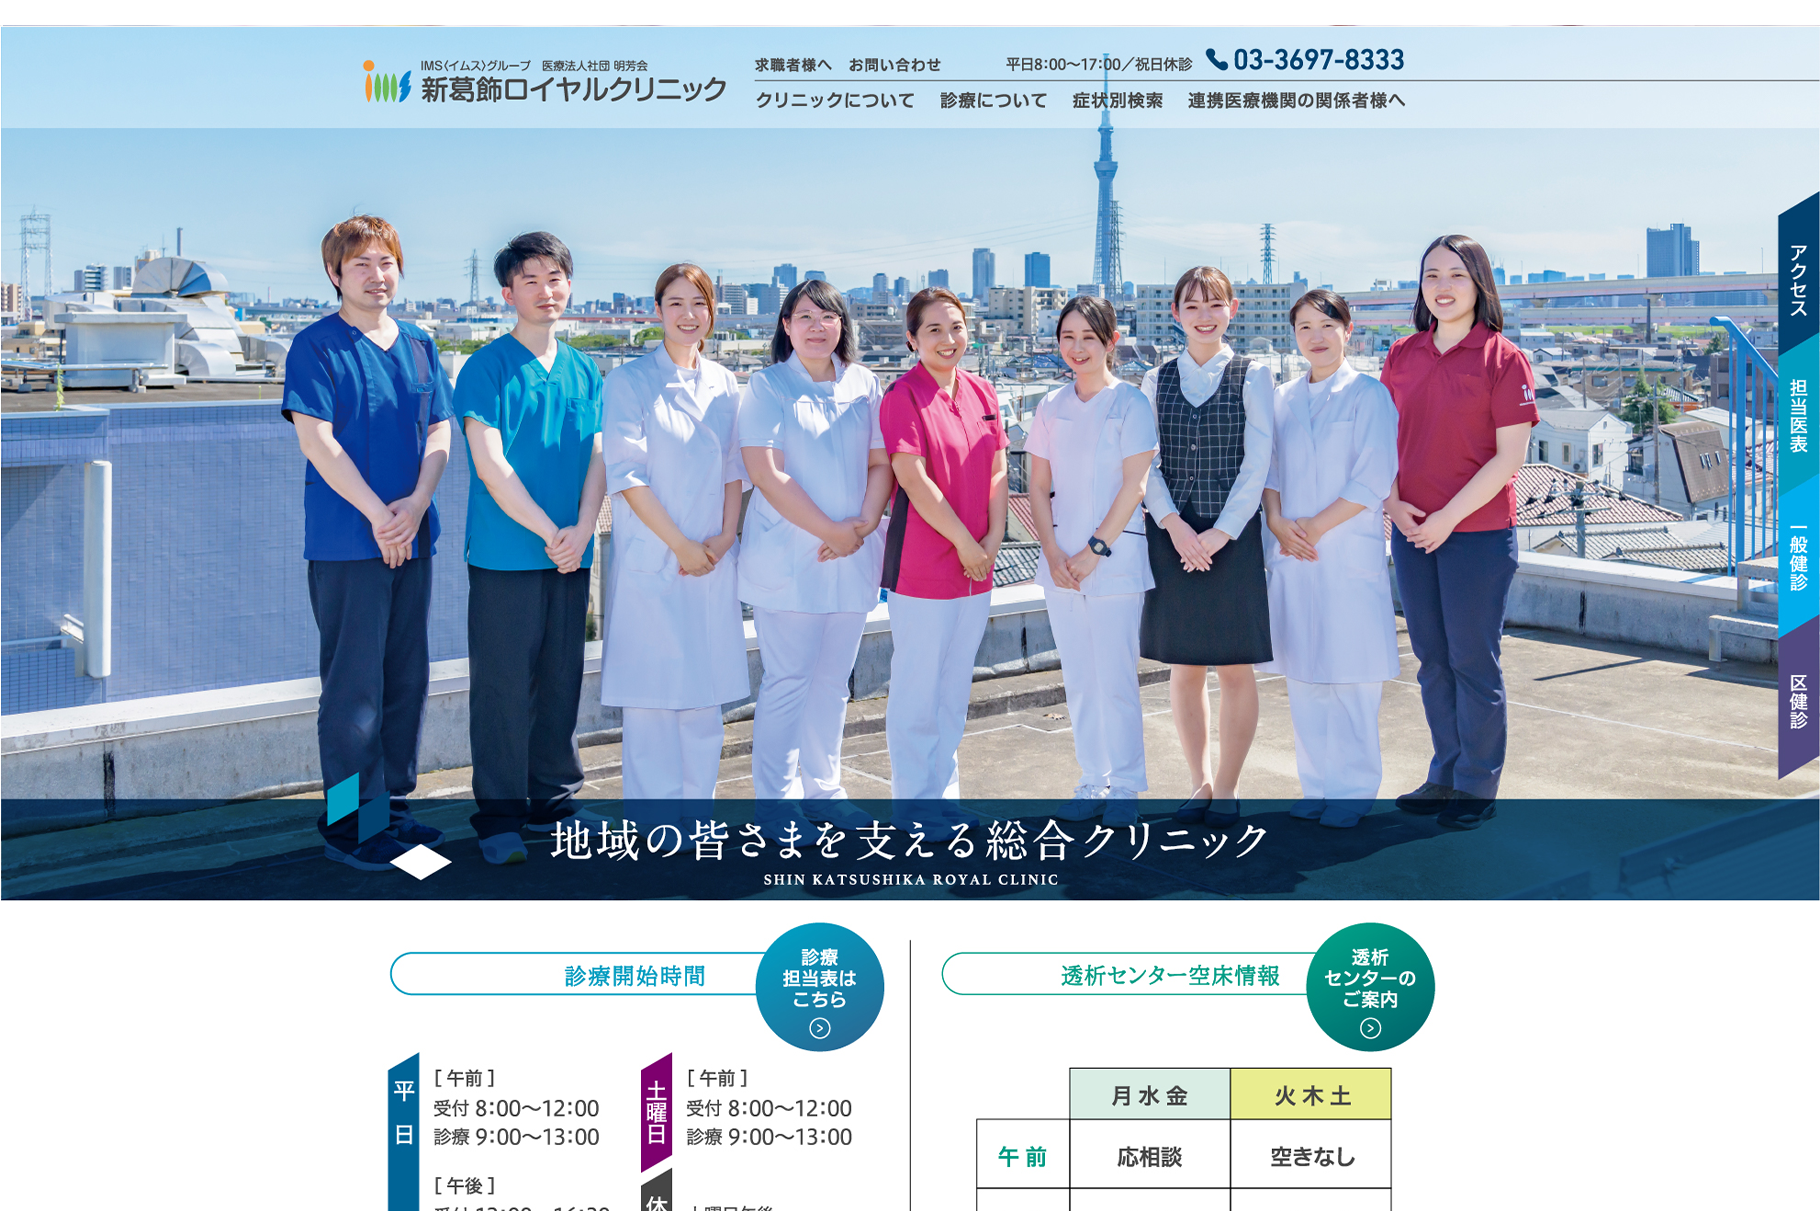 IMS〈イムス〉グループ　医療法人社団 明芳会
ims 新葛飾ロイヤルクリニック
求職者様へ　お問い合わせ　平日8:00〜17:00／祝日休診　03-3697-8333
クリニックについて　診療について　症状別検索　連携医療機関の関係者様へ
アクセス
担当医表
一般健診
区健診
地域の皆さまを支える総合クリニック
SHIN KATSUSHIKA ROYAL CLINIC
診療開始時間
診療
担当表は
こちら
平日
[ 午前 ]
受付 8:00〜12:00
診療 9:00〜13:00
[ 午後 ]
土曜日
[ 午前 ]
受付 8:00〜12:00
診療 9:00〜13:00
休
土曜日午後
透析センター空床情報
透析
センターの
ご案内
月 水 金　火 木 土
午 前　応相談　空きなし